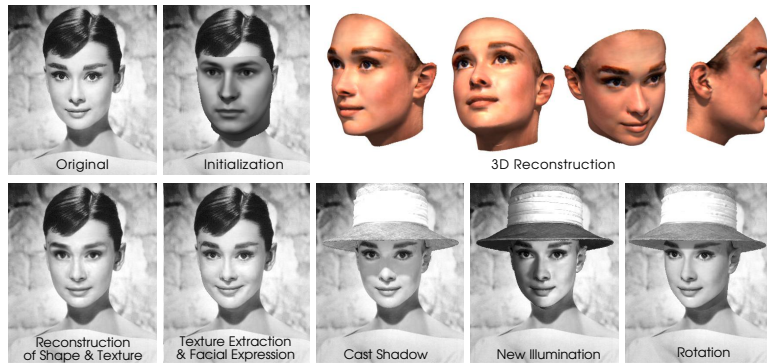 Original
Initialization
3D Reconstruction
Reconstruction
of Shape & Texture
Texture Extraction
& Facial Expression
Cast Shadow
New Illumination
Rotation